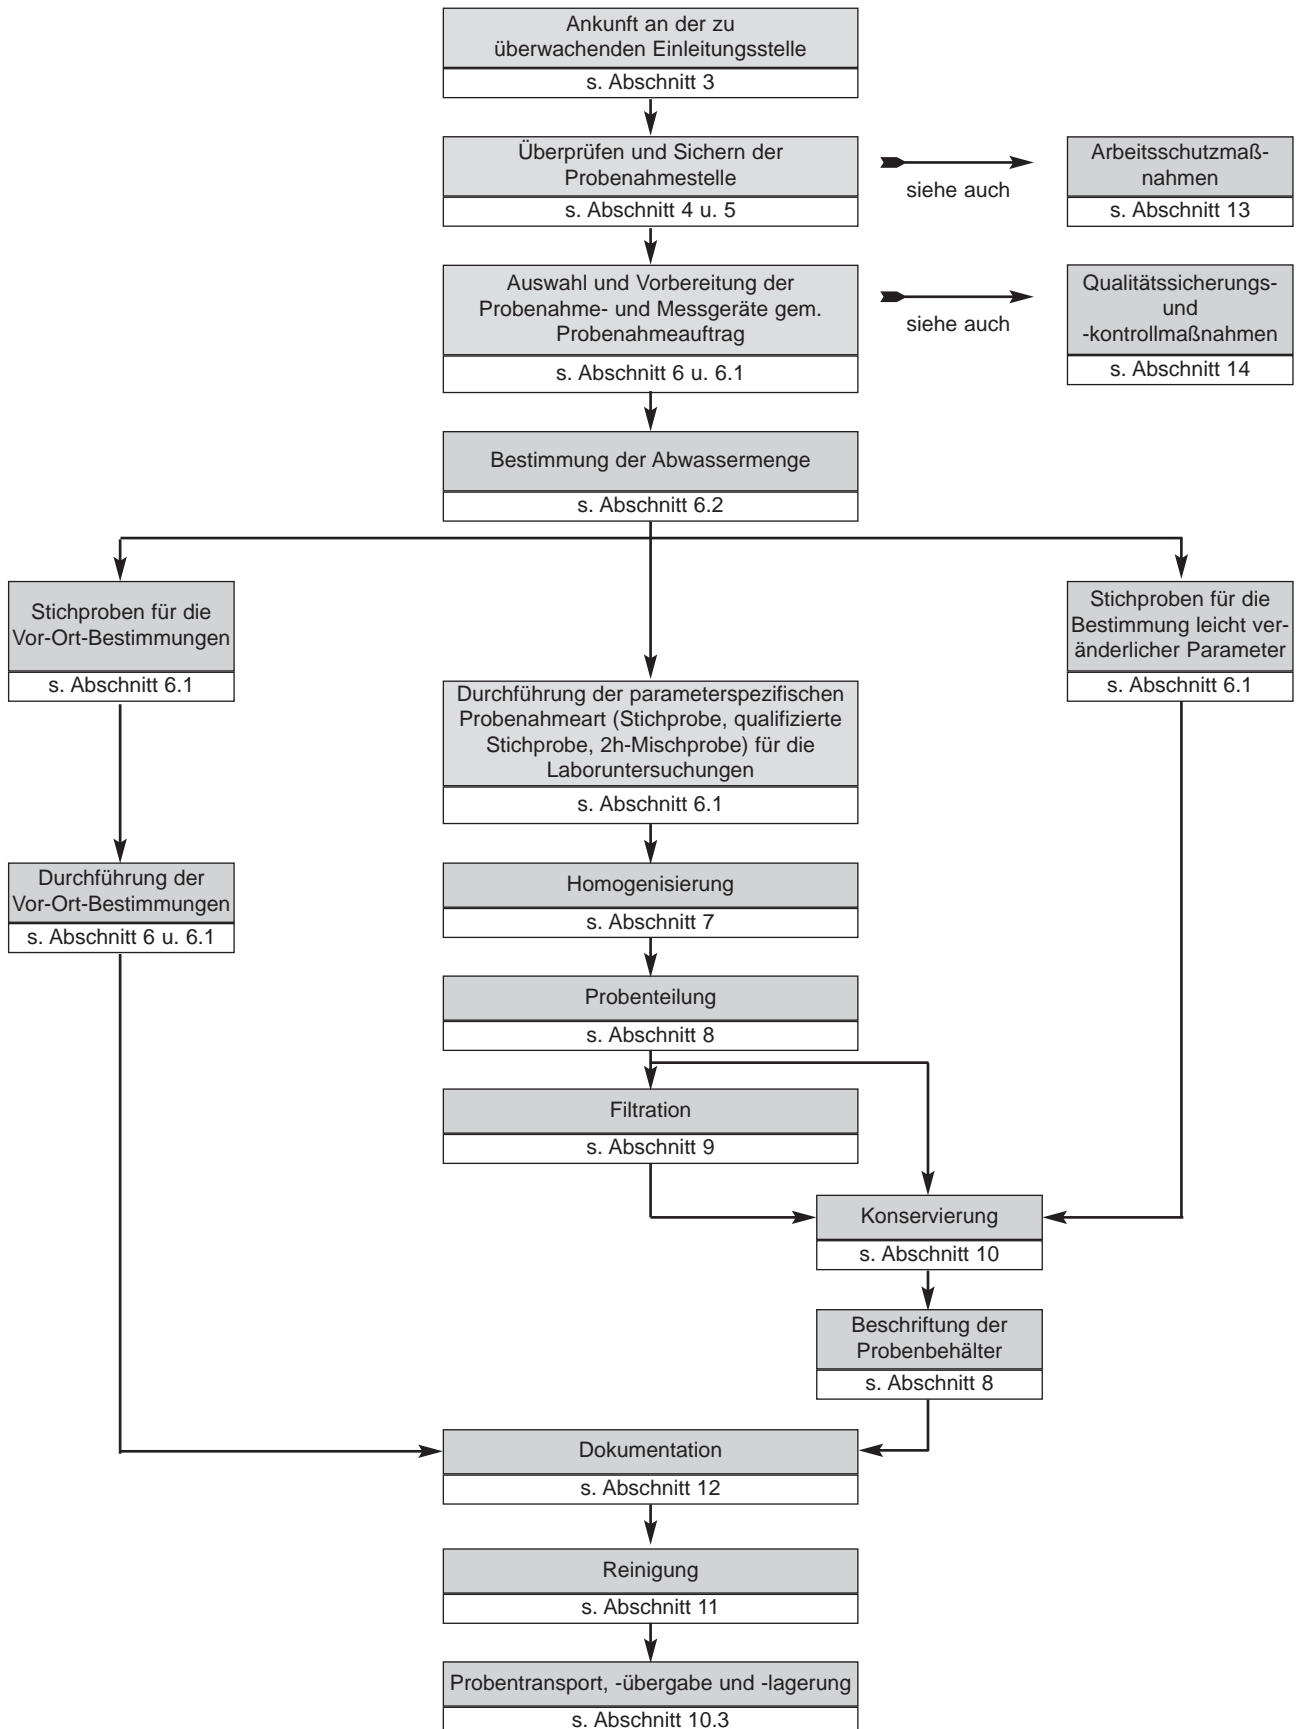 Ankunft an der zu
überwachenden Einleitungsstelle
s. Abschnitt 3
Überprüfen und Sichern der
Probenahmestelle
s. Abschnitt 4 u. 5
siehe auch
Arbeitsschutzmaß-
nahmen
s. Abschnitt 13
Auswahl und Vorbereitung der
Probenahme- und Messgeräte gem.
Probenahmeauftrag
s. Abschnitt 6 u. 6.1
siehe auch
Qualitätssicherungs-
und
-kontrollmaßnahmen
s. Abschnitt 14
Bestimmung der Abwassermenge
s. Abschnitt 6.2
Stichproben für die
Vor-Ort-Bestimmungen
s. Abschnitt 6.1
Stichproben für die
Bestimmung leicht ver-
änderlicher Parameter
s. Abschnitt 6.1
Durchführung der parameterspezifischen
Probenahmeart (Stichprobe, qualifizierte
Stichprobe, 2h-Mischprobe) für die
Laboruntersuchungen
s. Abschnitt 6.1
Durchführung der
Vor-Ort-Bestimmungen
s. Abschnitt 6 u. 6.1
Homogenisierung
s. Abschnitt 7
Probenteilung
s. Abschnitt 8
Filtration
s. Abschnitt 9
Konservierung
s. Abschnitt 10
Beschriftung der
Probenbehälter
s. Abschnitt 8
Dokumentation
s. Abschnitt 12
Reinigung
s. Abschnitt 11
Probentransport, -übergabe und -lagerung
s. Abschnitt 10.3